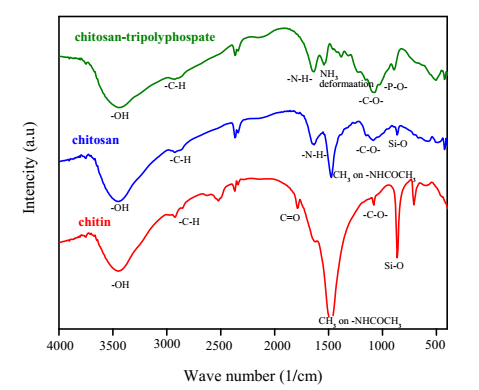 chitosan-tripolyphospate
-OH
-C-H
-N-H-
NH3
deformaation
-C-O-
-P-O-
chitosan
-OH
-C-H
-N-H-
CH3 on -NHCOCH3
-C-O-
Si-O
chitin
-OH
-C-H
C=O
CH3 on -NHCOCH3
-C-O-
Si-O
Intencity (a.u)
4000 3500 3000 2500 2000 1500 1000 500
Wave number (1/cm)